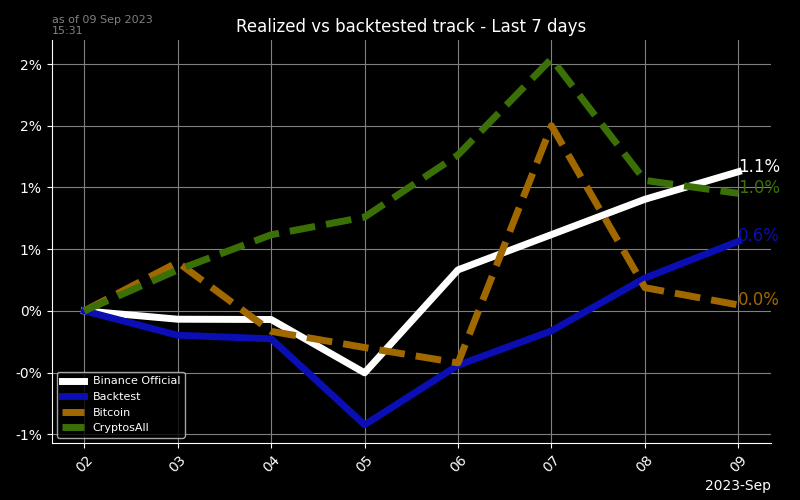 as of 09 Sep 2023
15:31
Realized vs backtested track - Last 7 days
2%
2%
1%
1%
0%
-0%
-1%
1.1%
1.0%
0.6%
0.0%
Binance Official
Backtest
Bitcoin
CryptosAll
02
03
04
05
06
07
08
09
2023-Sep